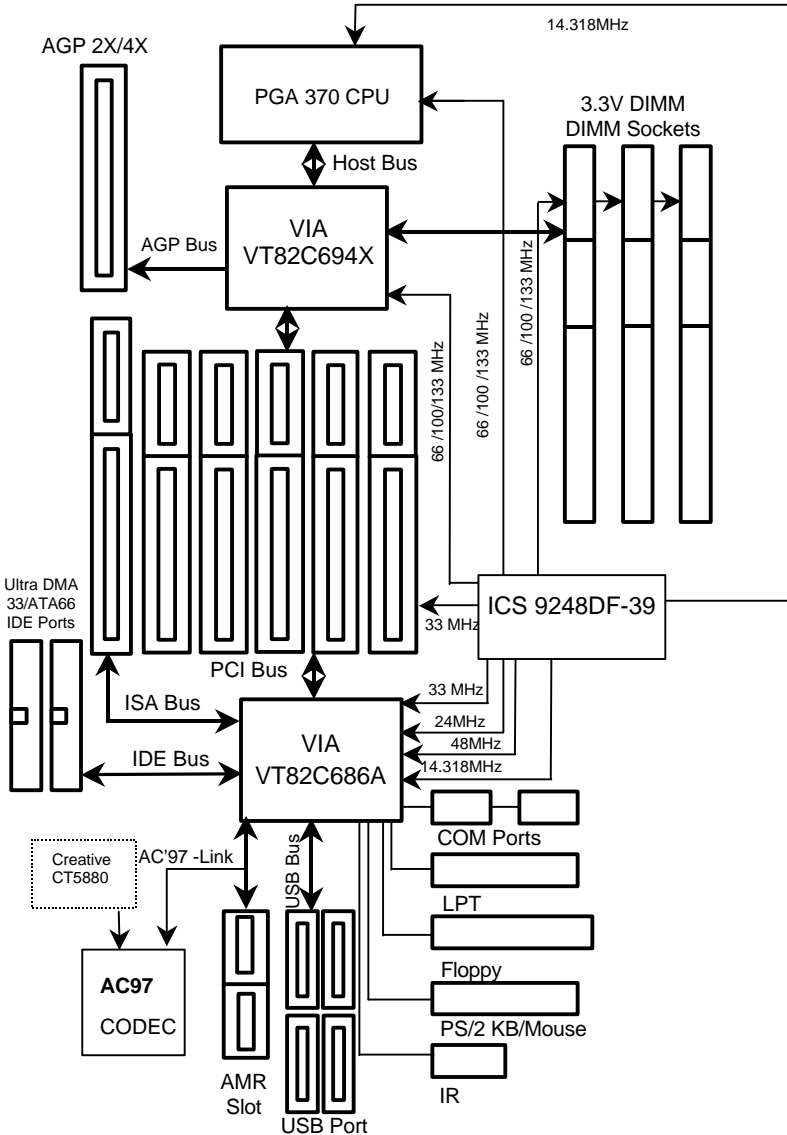 14.318MHz
AGP 2X/4X
PGA 370 CPU
3.3V DIMM
DIMM Sockets
Host Bus
VIA
VT82C694X
AGP Bus
66 /100/133 MHz
66 /100 /133 MHz
66 /100 /133 MHz
Ultra DMA
33/ATA66
IDE Ports
ICS 9248DF-39
33 MHz
PCI Bus
ISA Bus
33 MHz
24MHz
48MHz
14.318MHz
IDE Bus
VIA
VT82C686A
COM Ports
Creative
CT5880
AC'97 -Link
USB Bus
LPT
AC97
CODEC
Floppy
PS/2 KB/Mouse
AMR
Slot
IR
USB Port